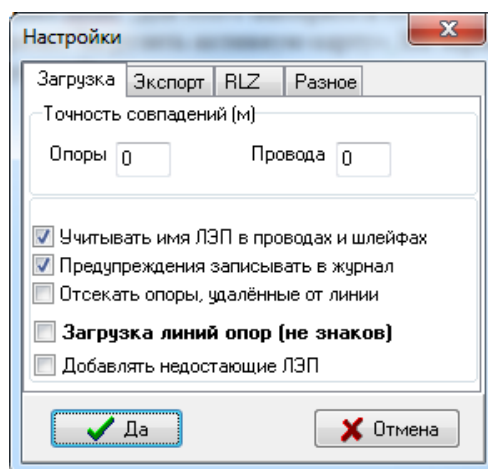 Настройки
Загрузка Экспорт RLZ Разное
Точность совпадений (м)
Опоры 0 Провода 0
Учитывать имя ЛЭП в проводах и шлейфах
Предупреждения записывать в журнал
Отсекать опоры, удалённые от линии
Загрузка линий опор (не знаков)
Добавлять недостающие ЛЭП
Да Отмена